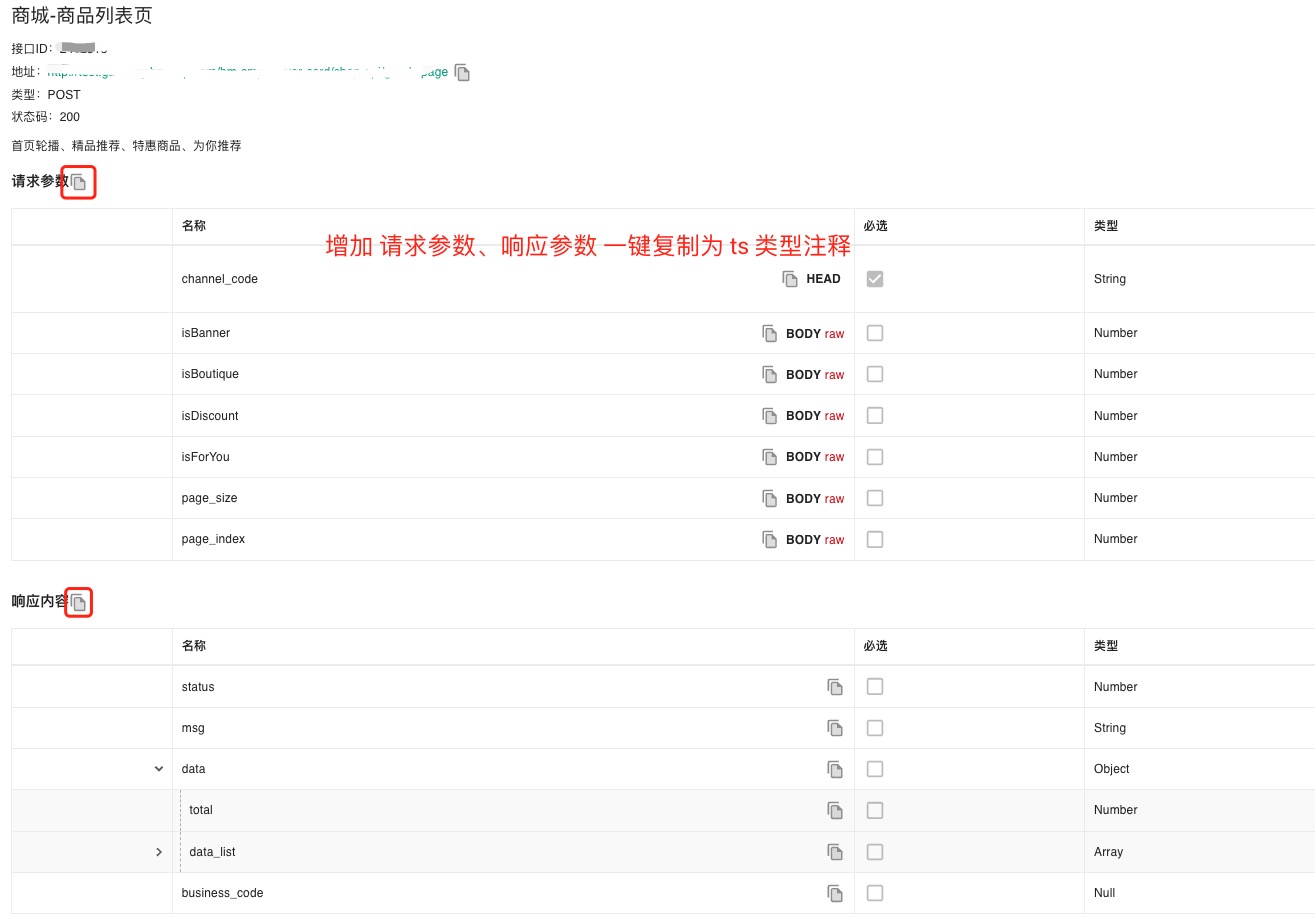 商城-商品列表页
接口ID:
地址:
类型: POST
状态码: 200
首页轮播、精品推荐、特惠商品、为你推荐
请求参数
名称 必选 类型
增加 请求参数、响应参数 一键复制为 ts 类型注释
channel_code HEAD String
isBanner BODY raw Number
isBoutique BODY raw Number
isDiscount BODY raw Number
isForYou BODY raw Number
page_size BODY raw Number
page_index BODY raw Number
响应内容
名称 必选 类型
status Number
msg String
data Object
total Number
data_list Array
business_code Null